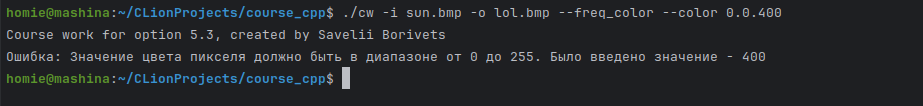 homie@mashina:~/CLionProjects/course_cpp$ ./cw -i sun.bmp -o lol.bmp --freq_color --color 0.0.400
Course work for option 5.3, created by Savelii Borivets
Ошибка: Значение цвета пикселя должно быть в диапазоне от 0 до 255. Было введено значение - 400
homie@mashina:~/CLionProjects/course_cpp$